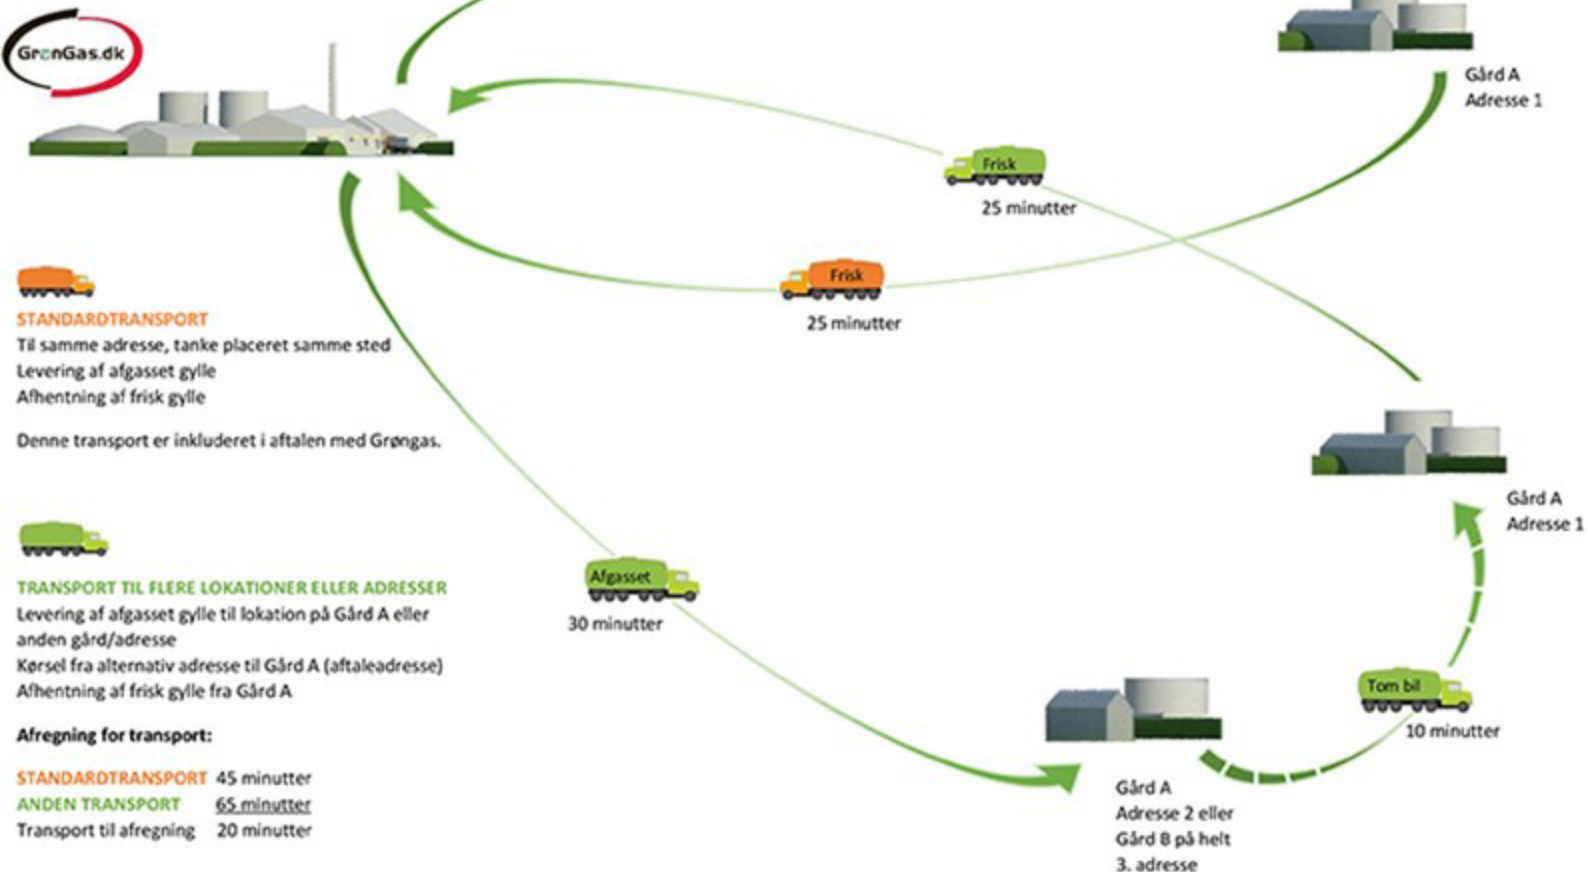 GrønGas.dk
Gård A
Adresse 1
Frisk
25 minutter
Frisk
25 minutter
STANDARDTRANSPORT
Til samme adresse, tanke placeret samme sted
Levering af afgasset gylle
Afhentning af frisk gylle
Denne transport er inkluderet i aftalen med Grøngas.
Gård A
Adresse 1
TRANSPORT TIL FLERE LOKATIONER ELLER ADRESSER
Levering af afgasset gylle til lokation på Gård A eller
anden gård/adresse
Kørsel fra alternativ adresse til Gård A (aftaleadresse)
Afhentning af frisk gylle fra Gård A
Afgasset
30 minutter
Tom bil
10 minutter
Afregning for transport:
STANDARDTRANSPORT 45 minutter
ANDEN TRANSPORT 65 minutter
Transport til afregning 20 minutter
Gård A
Adresse 2 eller
Gård B på helt
3. adresse